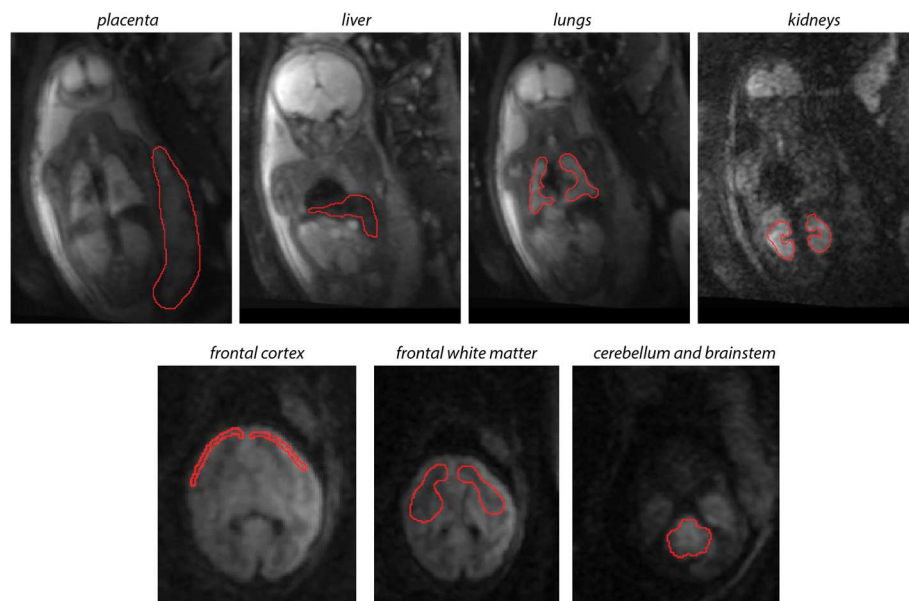 placenta
liver
lungs
kidneys
frontal cortex
frontal white matter
cerebellum and brainstem